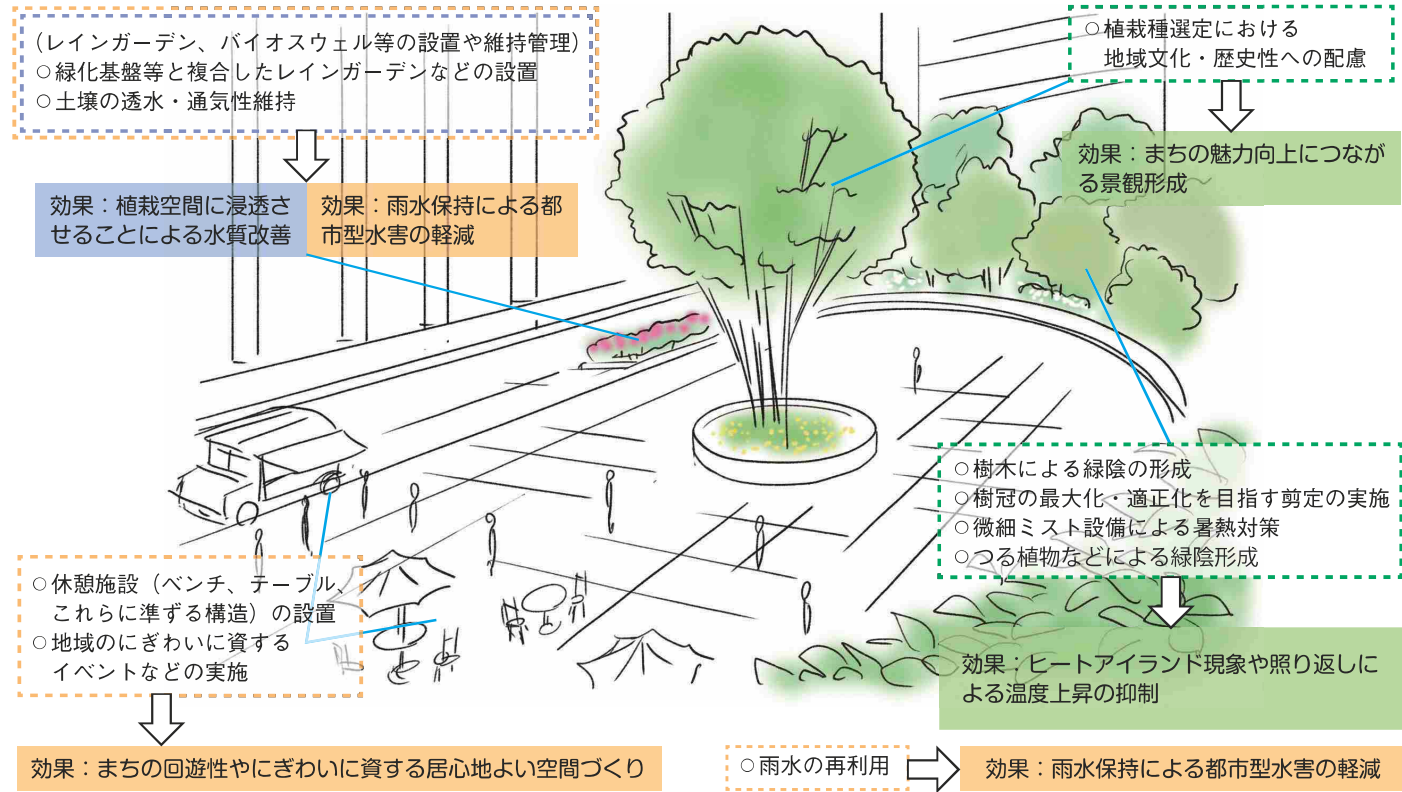 (レインガーデン、バイオスウェル等の設置や維持管理)
○緑化基盤等と複合したレインガーデンなどの設置
○土壌の透水・通気性維持
効果：植栽空間に浸透さ
せることによる水質改善
効果：雨水保持による都
市型水害の軽減
○植栽種選定における
地域文化・歴史性への配慮
効果：まちの魅力向上につなが
る景観形成
○樹木による緑陰の形成
○樹冠の最大化・適正化を目指す剪定の実施
○微細ミスト設備による暑熱対策
○つる植物などによる緑陰形成
効果：ヒートアイランド現象や照り返しに
よる温度上昇の抑制
○休憩施設（ベンチ、テーブル、
これらに準ずる構造）の設置
○地域のにぎわいに資する
イベントなどの実施
効果：まちの回遊性やにぎわいに資する居心地よい空間づくり
○雨水の再利用
効果：雨水保持による都市型水害の軽減